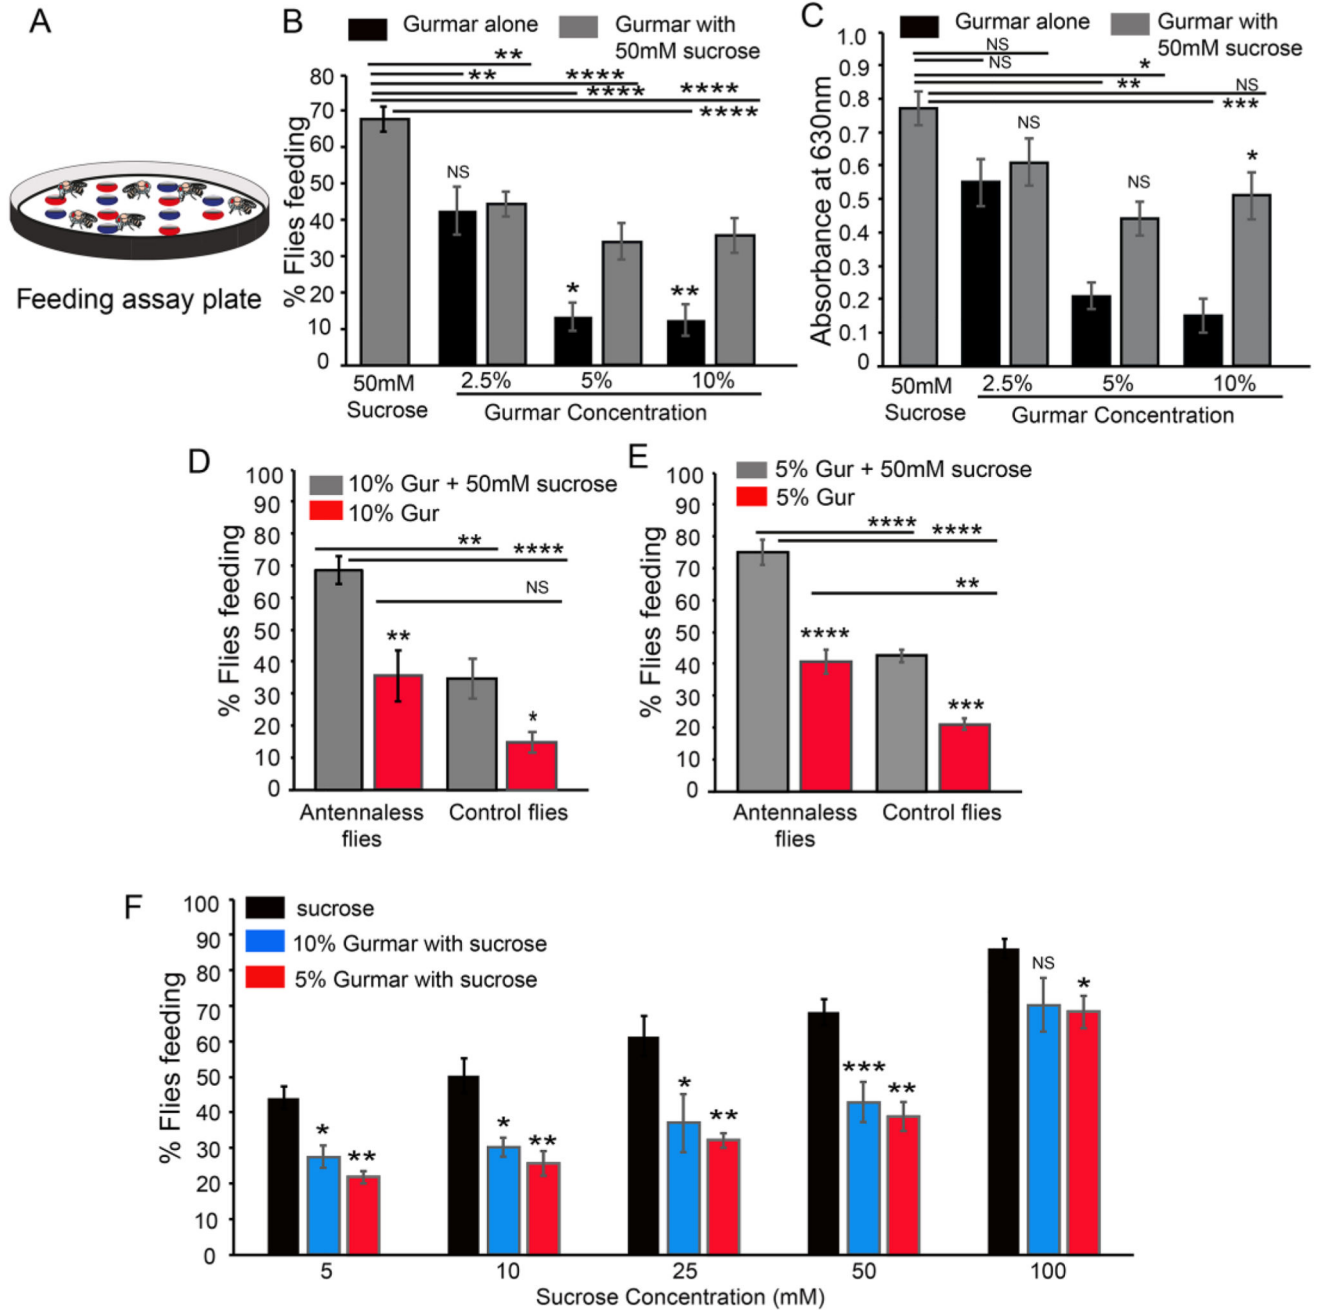 A
Feeding assay plate
B
Gurmar alone
Gurmar with
50mM sucrose
**
**
****
****
****
****
% Flies feeding
80
70
60
50
40
30
20
10
0
NS
*
**
50mM
Sucrose
2.5%
5%
10%
Gurmar Concentration
C
Gurmar alone
Gurmar with
50mM sucrose
NS
NS
*
**
NS
***
Absorbance at 630nm
1.0
0.9
0.8
0.7
0.6
0.5
0.4
0.3
0.2
0.1
0
NS
NS
*
50mM
Sucrose
2.5%
5%
10%
Gurmar Concentration
D
10% Gur + 50mM sucrose
10% Gur
% Flies feeding
100
90
80
70
60
50
40
30
20
10
0
**
****
NS
**
*
Antennaless
flies
Control flies
E
5% Gur + 50mM sucrose
5% Gur
% Flies feeding
100
90
80
70
60
50
40
30
20
10
0
****
****
**
****
***
Antennaless
flies
Control flies
F
sucrose
10% Gurmar with sucrose
5% Gurmar with sucrose
% Flies feeding
100
90
80
70
60
50
40
30
20
10
0
*
**
*
**
*
**
***
**
NS
*
5
10
25
50
100
Sucrose Concentration (mM)